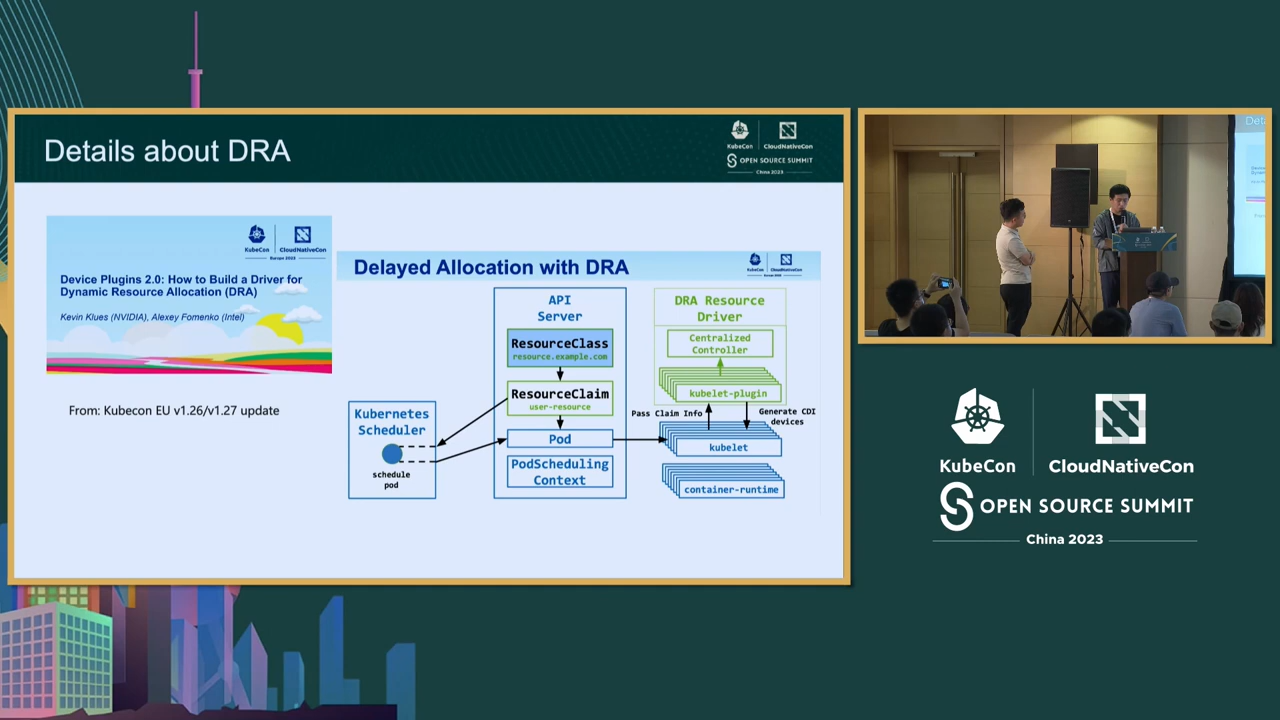 Details about DRA
KubeCon
CloudNativeCon
OPEN SOURCE SUMMIT
China 2023
KubeCon
CloudNativeCon
Europe 2023
Device Plugins 2.0: How to Build a Driver for
Dynamic Resource Allocation (DRA)
Kevin Klues (NVIDIA), Alexey Fomenko (Intel)
From: Kubecon EU v1.26/v1.27 update
Delayed Allocation with DRA
KubeCon
CloudNativeCon
Kubernetes
Scheduler
schedule
pod
API
Server
ResourceClass
resource.example.com
ResourceClaim
user-resource
Pod
PodScheduling
Context
DRA Resource
Driver
Centralized
Controller
kubelet-plugin
Pass Claim Info
Generate CDI
devices
kubelet
container-runtime
KubeCon
CloudNativeCon
OPEN SOURCE SUMMIT
China 2023